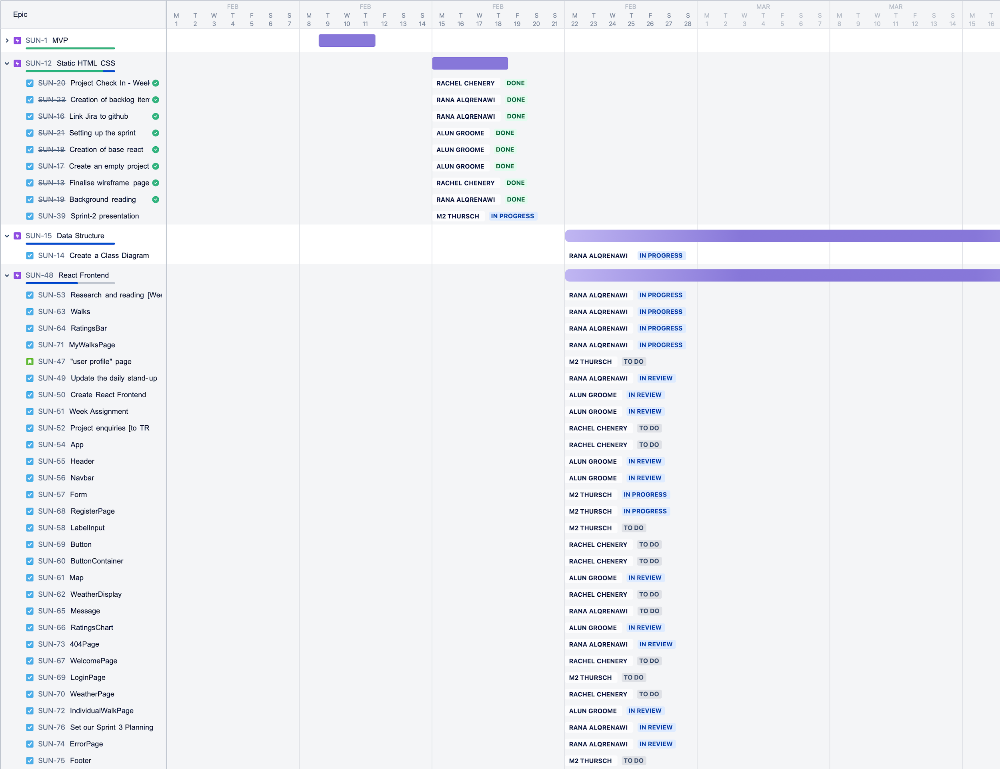 Epic
FEB FEB FEB FEB MAR MAR
M T W T F S S M T W T F S S M T W T F S S M T W T F S S M T W T F S S M T W T F S S M T
1 2 3 4 5 6 7 8 9 10 11 12 13 14 15 16 17 18 19 20 21 22 23 24 25 26 27 28 1 2 3 4 5 6 7 8 9 10 11 12 13 14 15 16
SUN-1 MVP
SUN-12 Static HTML CSS
SUN-20 Project Check In - Week RACHEL CHENERY DONE
SUN-23 Creation of backlog item RANA ALQRENAWI DONE
SUN-16 Link Jira to github RANA ALQRENAWI DONE
SUN-21 Setting up the sprint ALUN GROOME DONE
SUN-18 Creation of base react ALUN GROOME DONE
SUN-17 Create an empty project ALUN GROOME DONE
SUN-13 Finalise wireframe page RACHEL CHENERY DONE
SUN-19 Background reading RANA ALQRENAWI DONE
SUN-39 Sprint-2 presentation M2 THURSCH IN PROGRESS
SUN-15 Data Structure
SUN-14 Create a Class Diagram RANA ALQRENAWI IN PROGRESS
SUN-48 React Frontend
SUN-53 Research and reading [Wee RANA ALQRENAWI IN PROGRESS
SUN-63 Walks RANA ALQRENAWI IN PROGRESS
SUN-64 RatingsBar RANA ALQRENAWI IN PROGRESS
SUN-71 MyWalksPage RANA ALQRENAWI IN PROGRESS
SUN-47 "user profile" page M2 THURSCH TO DO
SUN-49 Update the daily stand-up RANA ALQRENAWI IN REVIEW
SUN-50 Create React Frontend ALUN GROOME IN REVIEW
SUN-51 Week Assignment ALUN GROOME IN REVIEW
SUN-52 Project enquiries [to TR RACHEL CHENERY TO DO
SUN-54 App RACHEL CHENERY TO DO
SUN-55 Header ALUN GROOME IN REVIEW
SUN-56 Navbar ALUN GROOME IN REVIEW
SUN-57 Form M2 THURSCH IN PROGRESS
SUN-68 RegisterPage M2 THURSCH IN PROGRESS
SUN-58 LabelInput M2 THURSCH TO DO
SUN-59 Button RACHEL CHENERY TO DO
SUN-60 ButtonContainer RACHEL CHENERY TO DO
SUN-61 Map ALUN GROOME IN REVIEW
SUN-62 WeatherDisplay RACHEL CHENERY TO DO
SUN-65 Message RANA ALQRENAWI TO DO
SUN-66 RatingsChart ALUN GROOME IN REVIEW
SUN-73 404Page RANA ALQRENAWI IN REVIEW
SUN-67 WelcomePage RACHEL CHENERY TO DO
SUN-69 LoginPage M2 THURSCH TO DO
SUN-70 WeatherPage RACHEL CHENERY TO DO
SUN-72 IndividualWalkPage ALUN GROOME IN REVIEW
SUN-76 Set our Sprint 3 Planning RANA ALQRENAWI IN REVIEW
SUN-74 ErrorPage RANA ALQRENAWI IN REVIEW
SUN-75 Footer M2 THURSCH TO DO